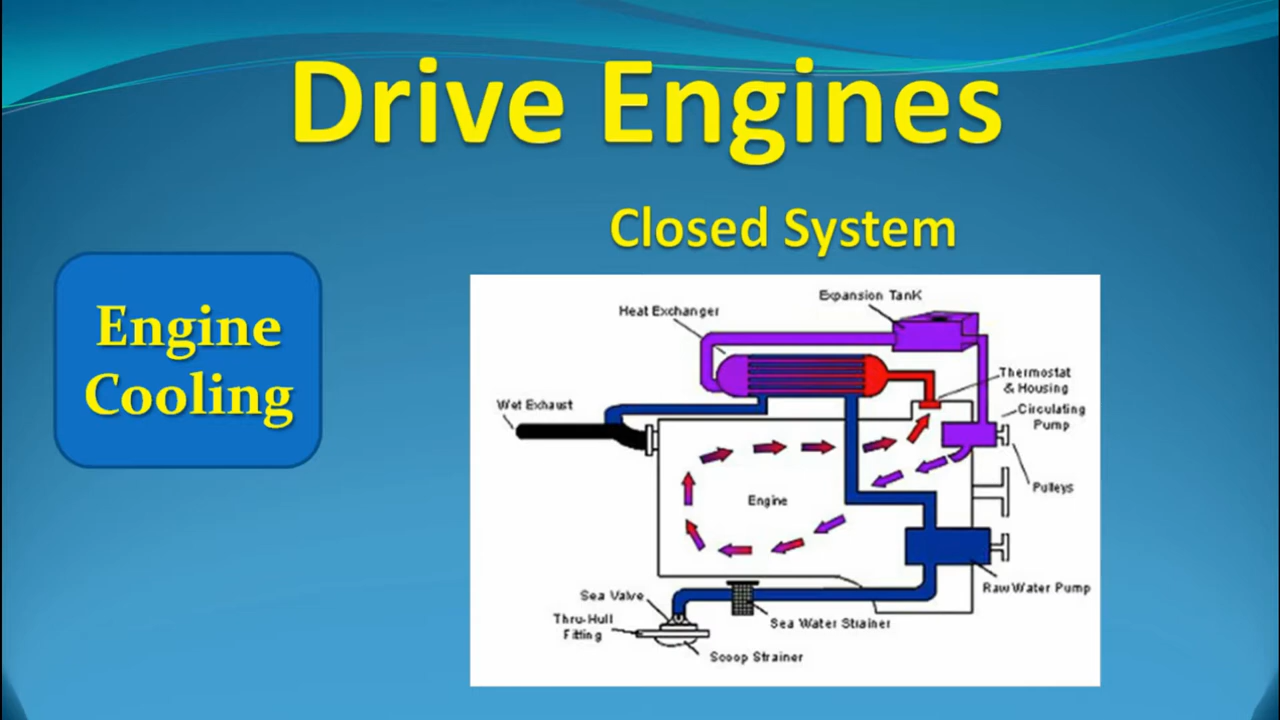 Drive Engines
Closed System
Engine
Cooling
Expansion Tank
Heat Exchanger
Thermostat
& Housing
Wet Exhaust
Circulating
Pump
Pulleys
Engine
Raw Water Pump
Sea Valve
Thru-Hull
Fitting
Sea Water Strainer
Scoop Strainer